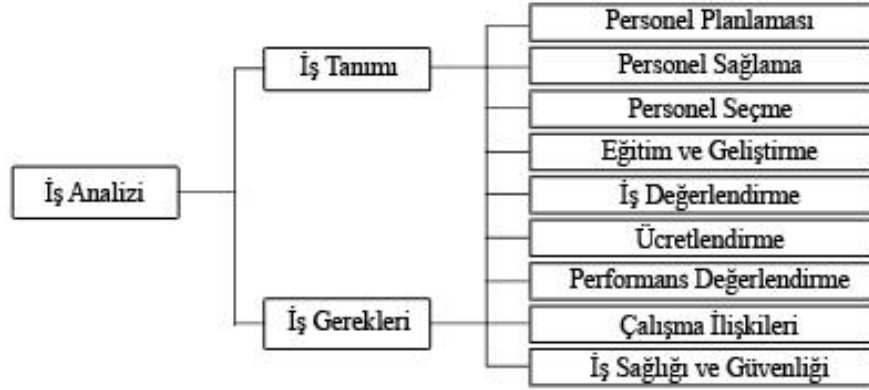 İş Analizi
İş Tanımı
İş Gerekleri
Personel Planlaması
Personel Sağlama
Personel Seçme
Eğitim ve Geliştirme
İş Değerlendirme
Ücretlendirme
Performans Değerlendirme
Çalışma İlişkileri
İş Sağlığı ve Güvenliği